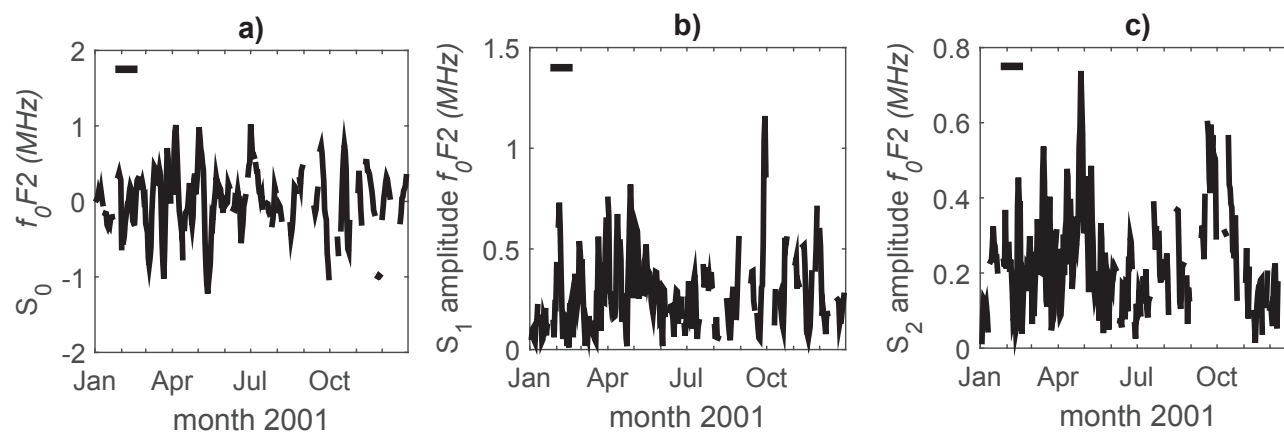 a)
2
1
0
-1
-2
S0 f0F2 (MHz)
Jan Apr Jul Oct
month 2001
b)
1.5
1
0.5
0
S1 amplitude f0F2 (MHz)
Jan Apr Jul Oct
month 2001
c)
0.8
0.6
0.4
0.2
0
S2 amplitude f0F2 (MHz)
Jan Apr Jul Oct
month 2001